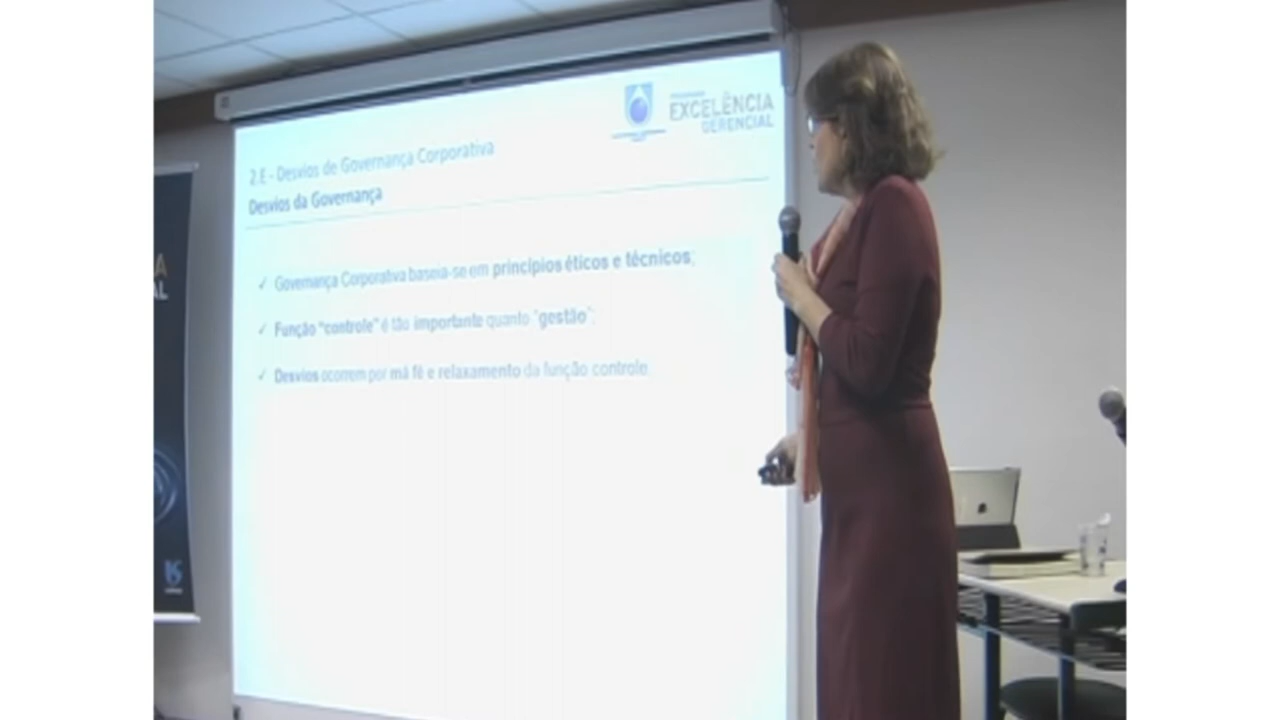 EXCELÊNCIA
GERENCIAL
2.E - Desvios de Governança Corporativa
Desvios da Governança
✓ Governança Corporativa baseia-se em princípios éticos e técnicos;
✓ Função "controle" é tão importante quanto "gestão";
✓ Desvios ocorrem por má fé e relaxamento da função controle.
A
AL